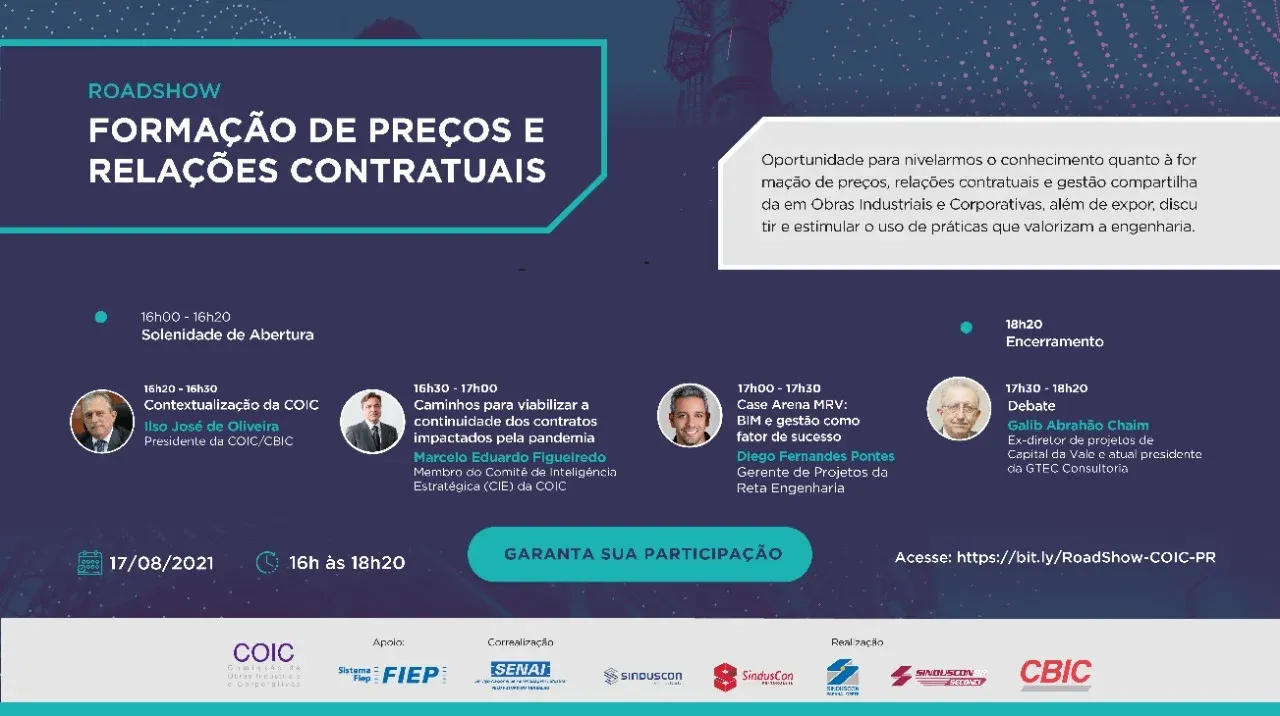 ROADSHOW
FORMAÇÃO DE PREÇOS E
RELAÇÕES CONTRATUAIS
Oportunidade para nivelarmos o conhecimento quanto à for
mação de preços, relações contratuais e gestão compartilha
da em Obras Industriais e Corporativas, além de expor, discu
tir e estimular o uso de práticas que valorizam a engenharia.
16h00 - 16h20
Solenidade de Abertura
18h20
Encerramento
16h20 - 16h30
Contextualização da COIC
Ilso José de Oliveira
Presidente da COIC/CBIC
16h30 - 17h00
Caminhos para viabilizar a
continuidade dos contratos
impactados pela pandemia
Marcelo Eduardo Figueiredo
Membro do Comitê de Inteligência
Estratégica (CIE) da COIC
17h00 - 17h30
Case Arena MRV:
BIM e gestão como
fator de sucesso
Diego Fernandes Pontes
Gerente de Projetos da
Reta Engenharia
17h30 - 18h20
Debate
Galib Abrahão Chaim
Ex-diretor de projetos de
Capital da Vale e atual presidente
da GTEC Consultoria
17/08/2021
16h às 18h20
GARANTA SUA PARTICIPAÇÃO
Acesse: https://bit.ly/RoadShow-COIC-PR
COIC
Comissão de
Obras Industriais
e Corporativas
Apoio:
Sistema
Fiep
FIEP
Correalização
SENAI
Realização
SINDUSCON
SindusCon
SINDUSCON
SINDUSCON
SECONCI
CBIC